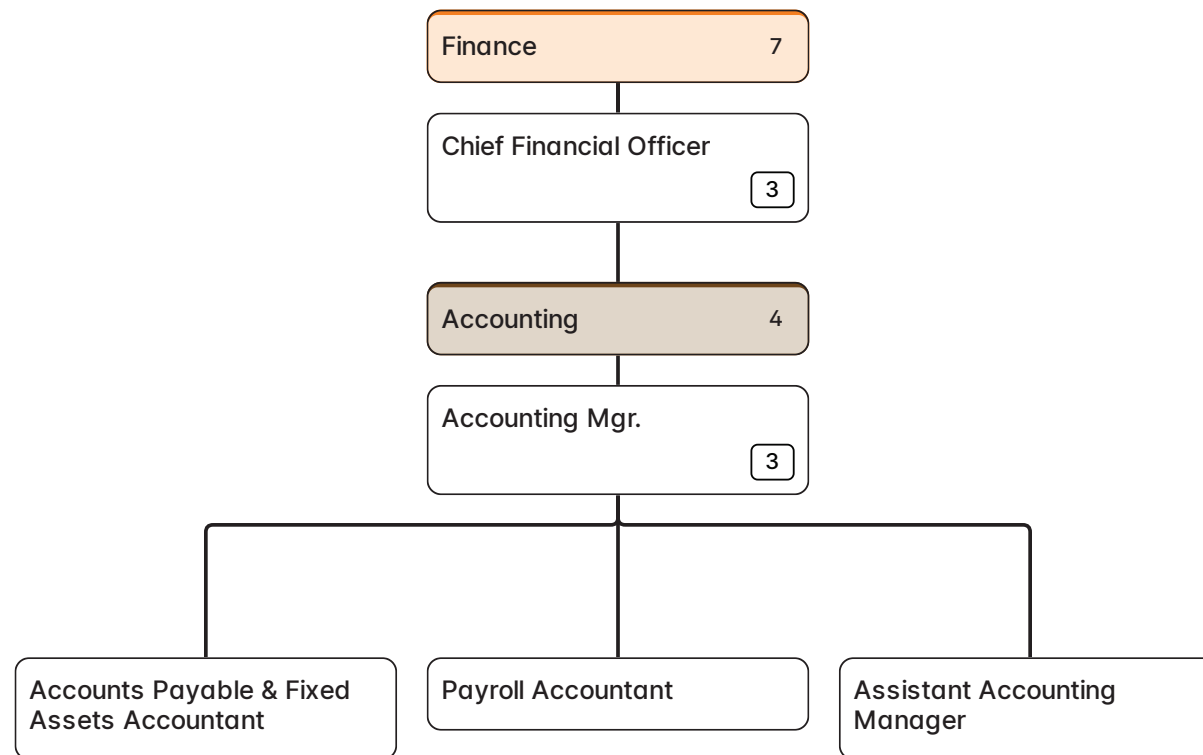 Finance 7
Chief Financial Officer
3
Accounting 4
Accounting Mgr.
3
Accounts Payable & Fixed
Assets Accountant
Payroll Accountant
Assistant Accounting
Manager